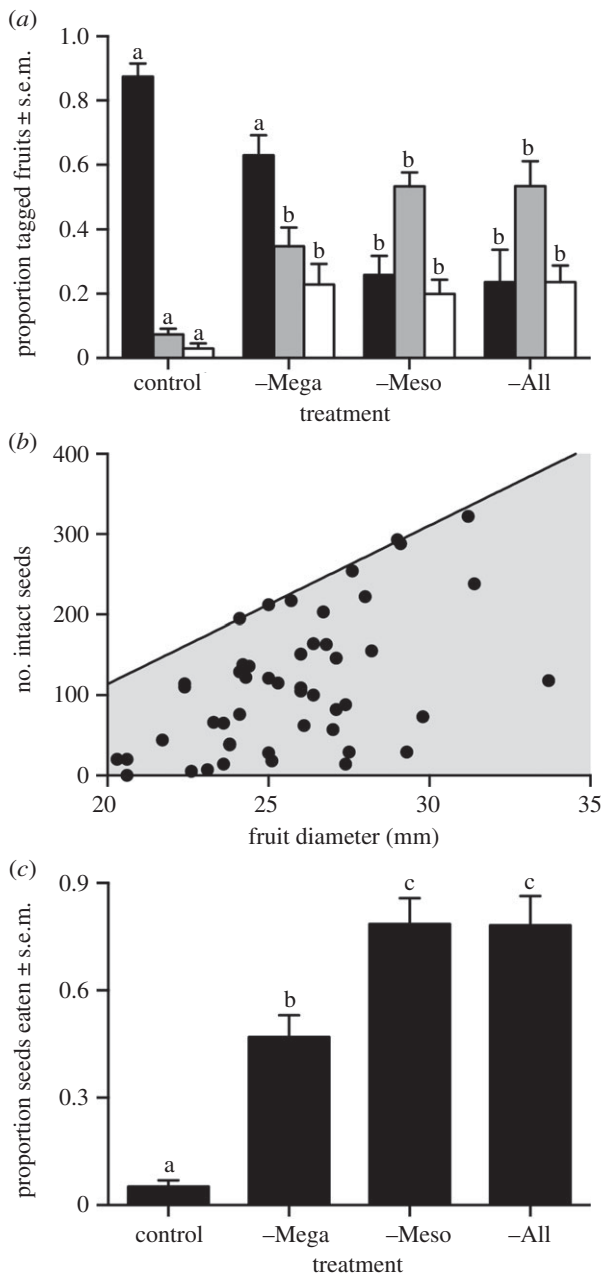 (a)
proportion tagged fruits ± s.e.m.
1.0
0.8
0.6
0.4
0.2
0
a
a
a
a
b
b
b
b
b
b
b
b
control
–Mega
–Meso
–All
treatment
(b)
no. intact seeds
400
300
200
100
0
20
25
30
35
fruit diameter (mm)
(c)
proportion seeds eaten ± s.e.m.
0.9
0.6
0.3
0
a
b
c
c
control
–Mega
–Meso
–All
treatment